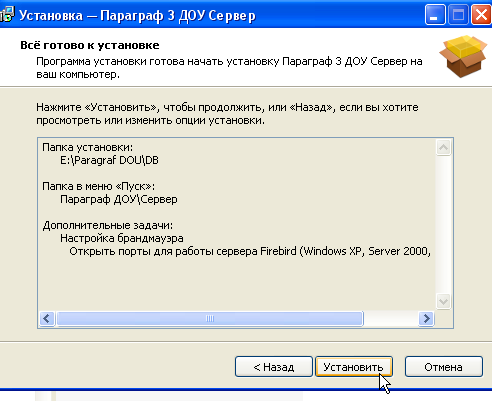 Установка — Параграф 3 ДОУ Сервер
Всё готово к установке
Программа установки готова начать установку Параграф 3 ДОУ Сервер на
ваш компьютер.
Нажмите «Установить», чтобы продолжить, или «Назад», если вы хотите
просмотреть или изменить опции установки.
Папка установки:
E:\Paragraf DOU\DB
Папка в меню «Пуск»:
Параграф ДОУ\Сервер
Дополнительные задачи:
Настройка брандмауэра
Открыть порты для работы сервера Firebird (Windows XP, Server 2000,
< Назад
Установить
Отмена